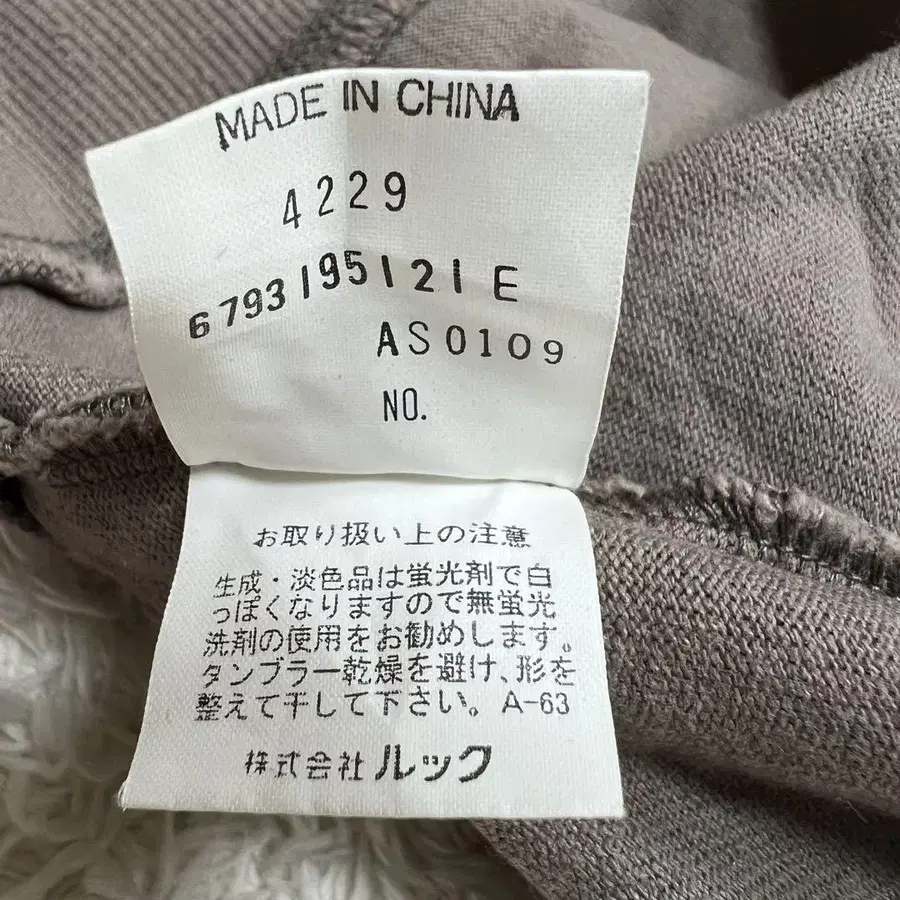 MADE IN CHINA
4229
6793195121E
AS0109
NO.
お取り扱い上の注意
生成・淡色品は蛍光剤で白
っぽくなりますので無蛍光
洗剤の使用をお勧めします。
タンブラー乾燥を避け、形を
整えて干して下さい。A-63
株式会社 ルック